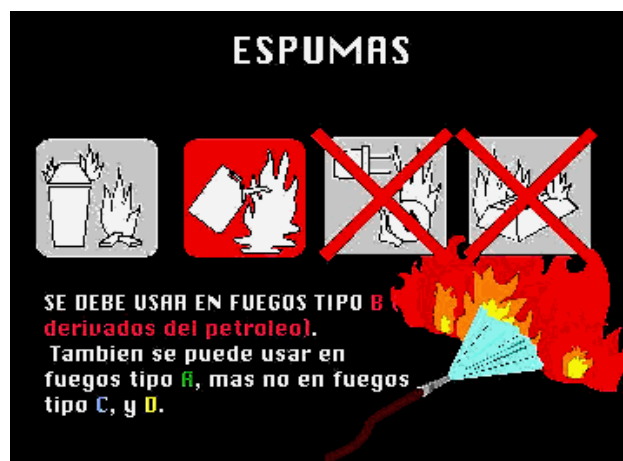 ESPUMAS
SE DEBE USAR EN FUEGOS TIPO B (
derivados del petroleo).
Tambien se puede usar en
fuegos tipo A, mas no en fuegos
tipo C, y D.